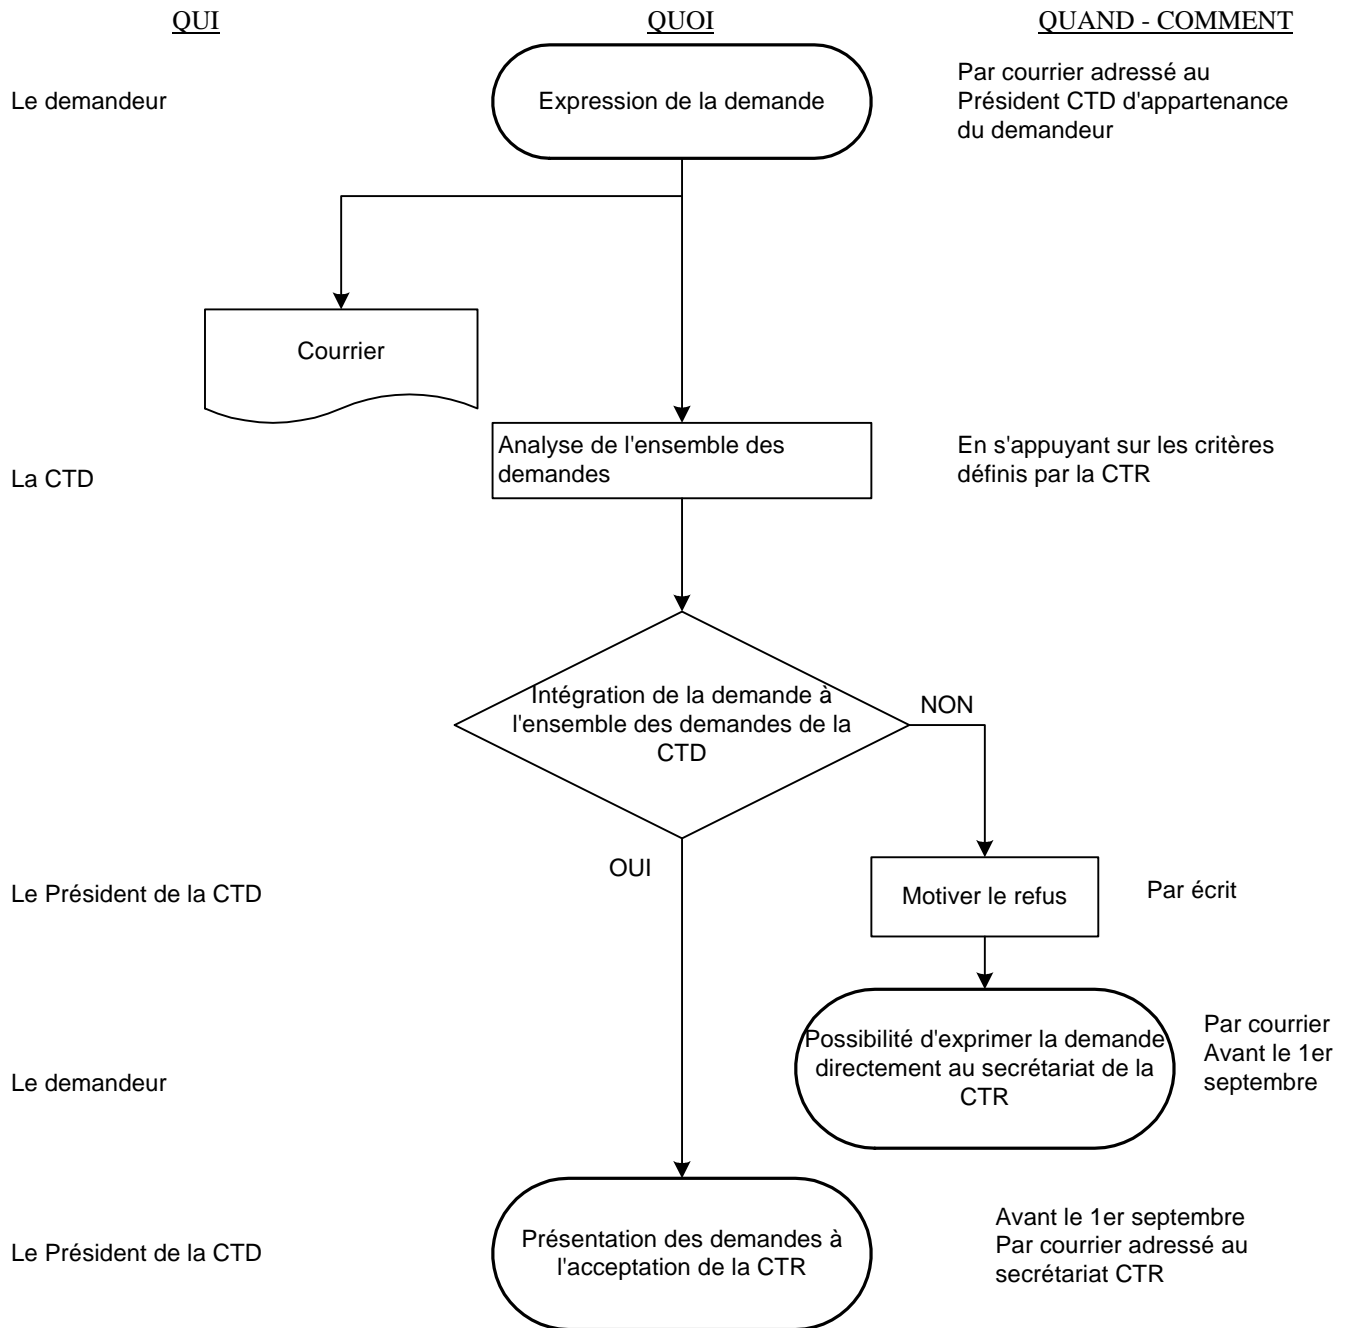 QUI
QUOI
QUAND - COMMENT
Le demandeur
Expression de la demande
Par courrier adressé au
Président CTD d'appartenance
du demandeur
Courrier
La CTD
Analyse de l'ensemble des
demandes
En s'appuyant sur les critères
définis par la CTR
Intégration de la demande à
l'ensemble des demandes de la
CTD
NON
OUI
Le Président de la CTD
Motiver le refus
Par écrit
Le demandeur
Possibilité d'exprimer la demande
directement au secrétariat de la
CTR
Par courrier
Avant le 1er
septembre
Le Président de la CTD
Présentation des demandes à
l'acceptation de la CTR
Avant le 1er septembre
Par courrier adressé au
secrétariat CTR